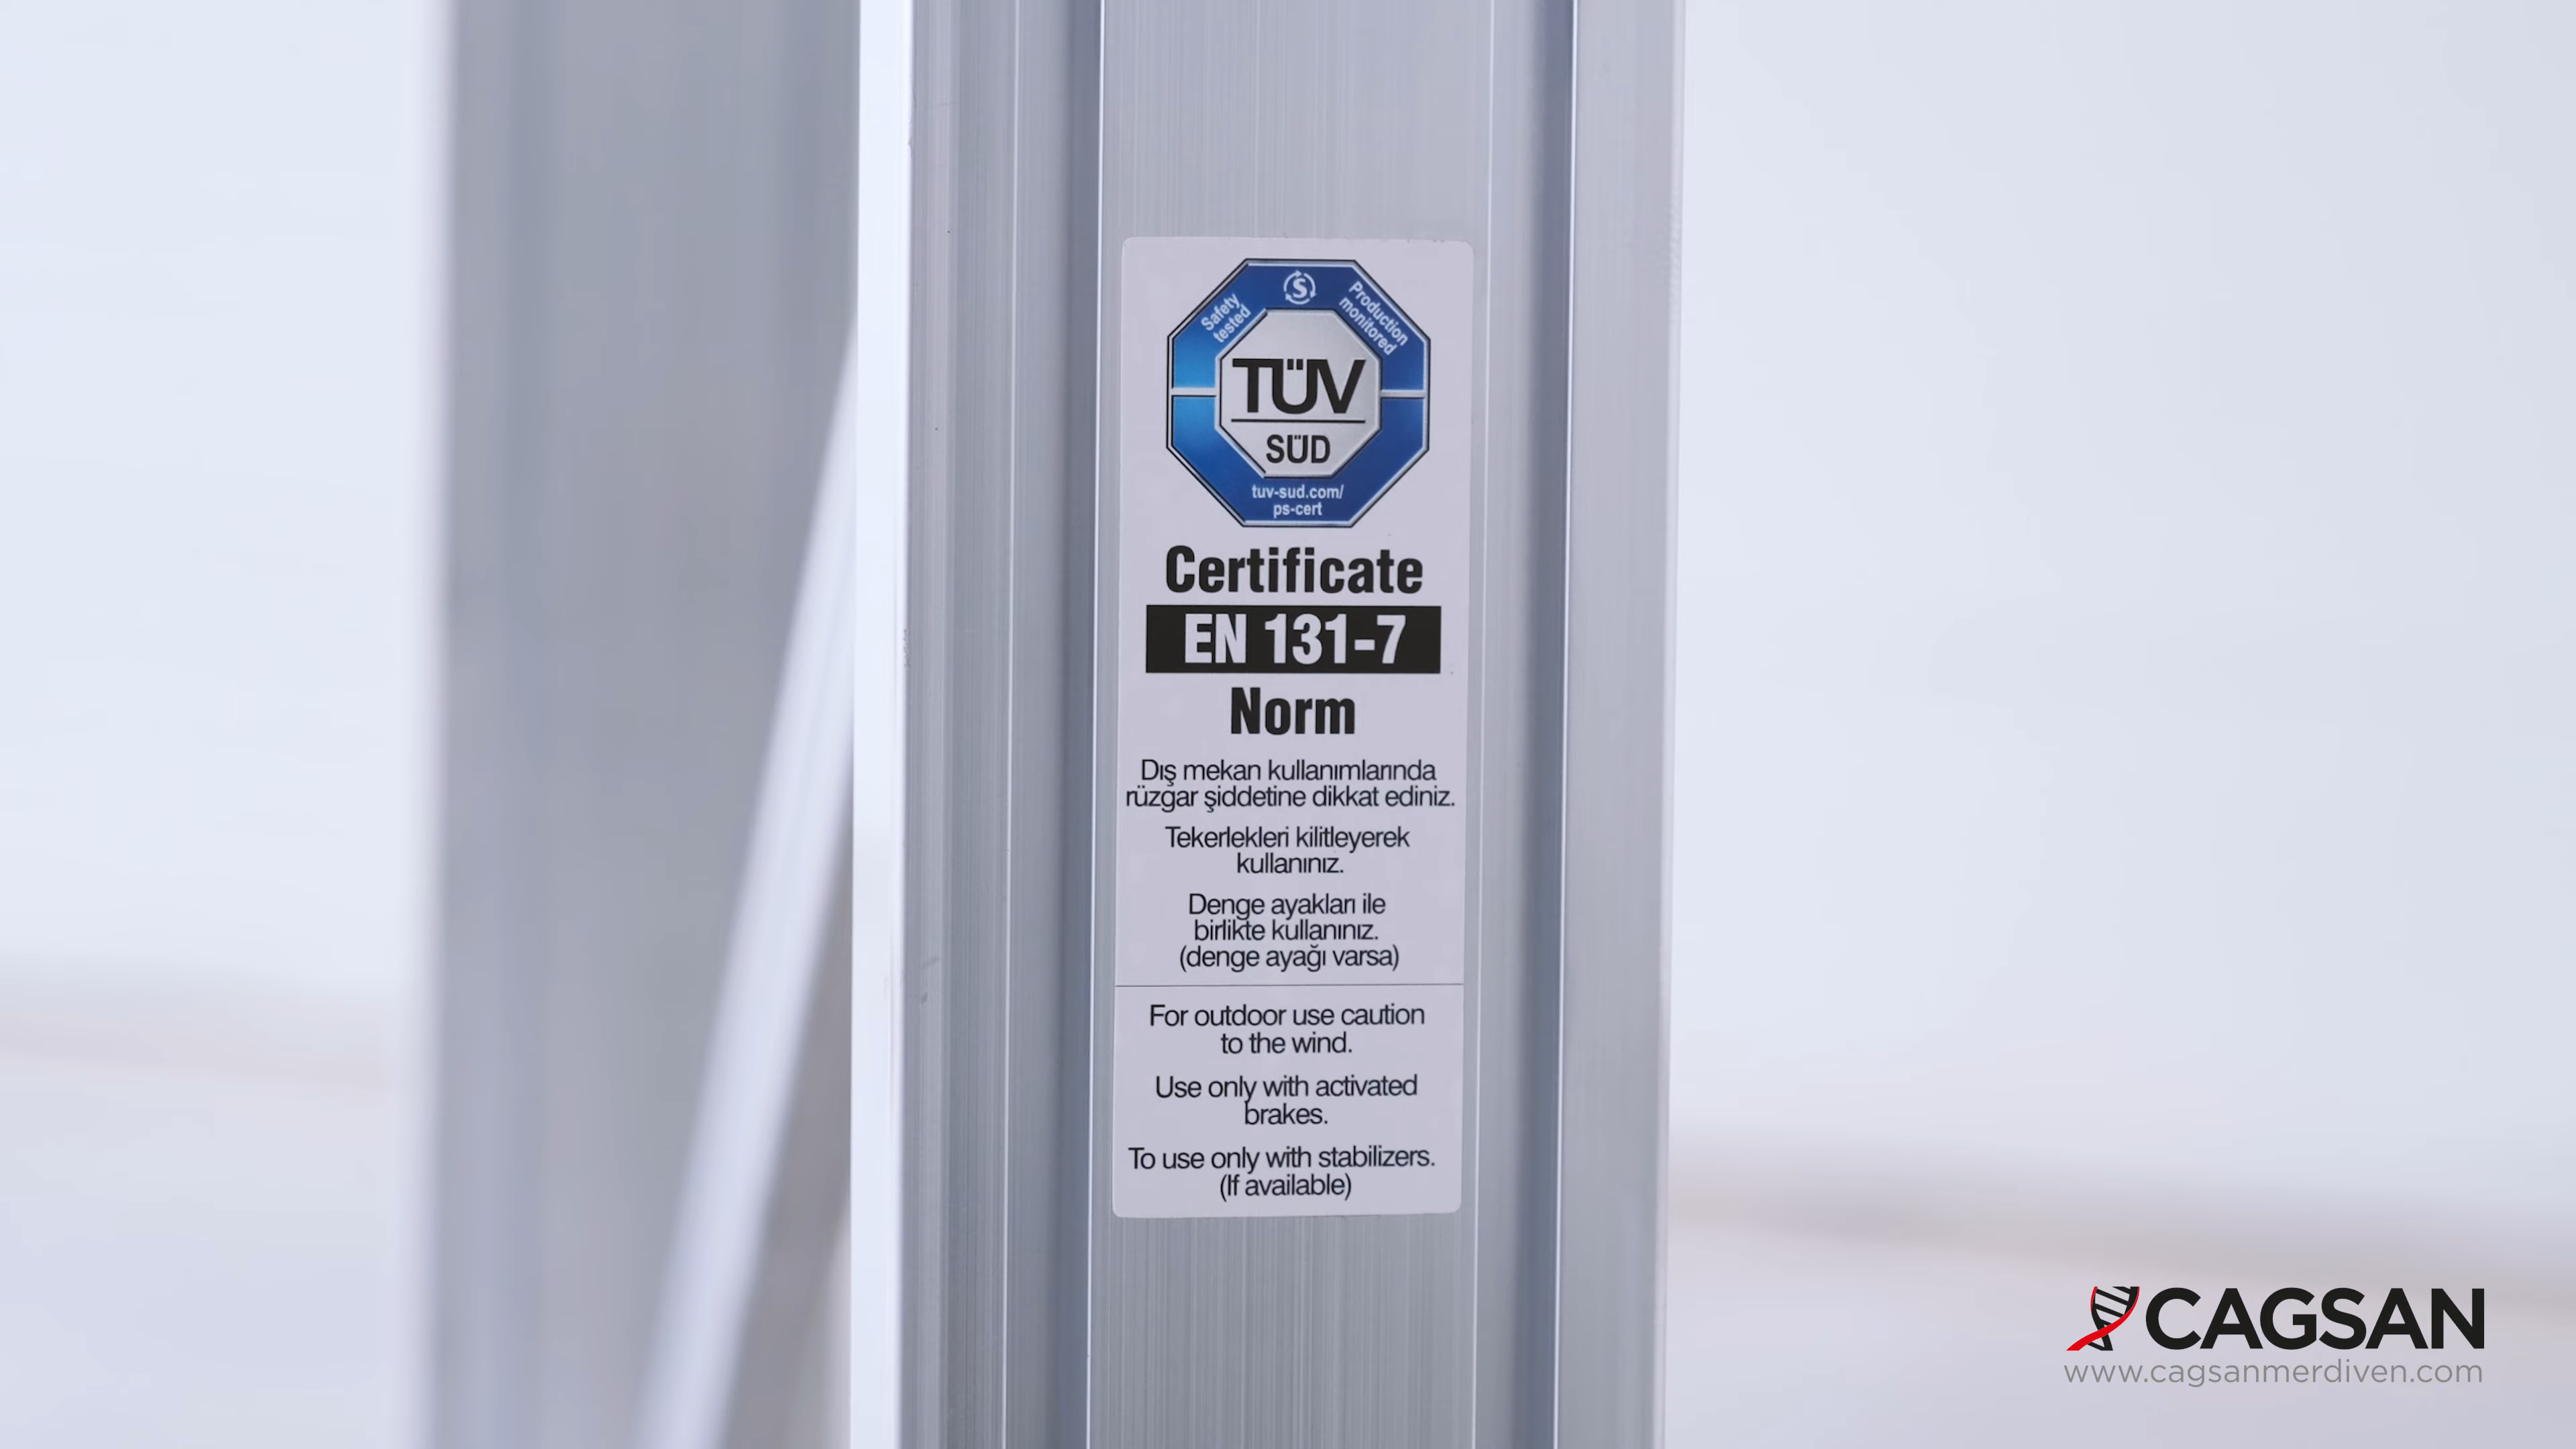 Safety
tested
S
Production
monitored
TÜV
SÜD
tuv-sud.com/
ps-cert
Certificate
EN 131-7
Norm
Dış mekan kullanımlarında
rüzgar şiddetine dikkat ediniz.
Tekerlekleri kilitleyerek
kullanınız.
Denge ayakları ile
birlikte kullanınız.
(denge ayağı varsa)
For outdoor use caution
to the wind.
Use only with activated
brakes.
To use only with stabilizers.
(If available)
CAGSAN
www.cagsanmerdiven.com